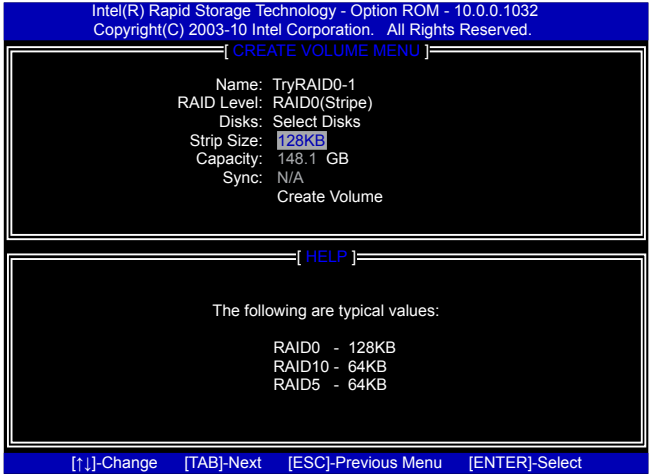 Intel(R) Rapid Storage Technology - Option ROM - 10.0.0.1032
Copyright(C) 2003-10 Intel Corporation. All Rights Reserved.
[ CREATE VOLUME MENU ]
Name: TryRAID0-1
RAID Level: RAID0(Stripe)
Disks: Select Disks
Strip Size: 128KB
Capacity: 148.1 GB
Sync: N/A
Create Volume
[ HELP ]
The following are typical values:
RAID0 - 128KB
RAID10 - 64KB
RAID5 - 64KB
[↑↓]-Change [TAB]-Next [ESC]-Previous Menu [ENTER]-Select